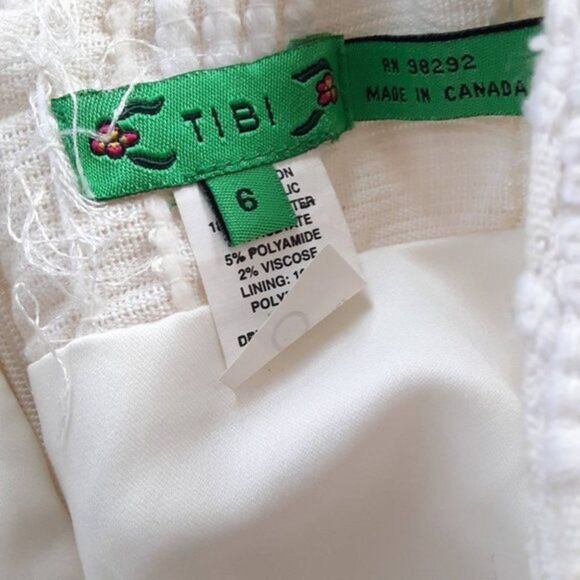 TIBI
RN 98292
MADE IN CANADA
6
5% POLYAMIDE
2% VISCOSE
LINING: